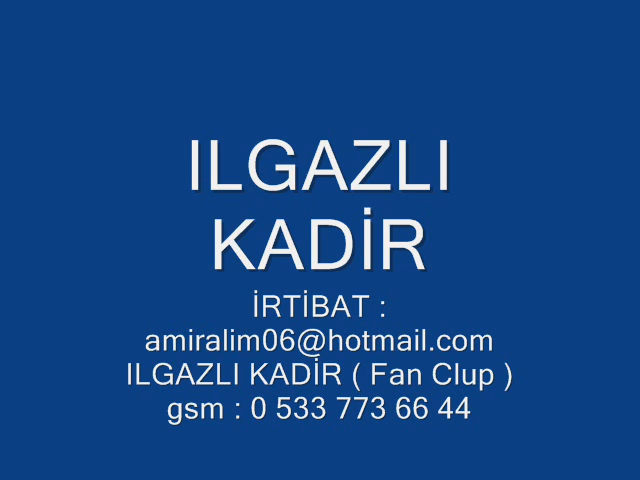 ILGAZLI
KADİR
İRTİBAT :
amiralim06@hotmail.com
ILGAZLI KADİR ( Fan Clup )
gsm : 0 533 773 66 44